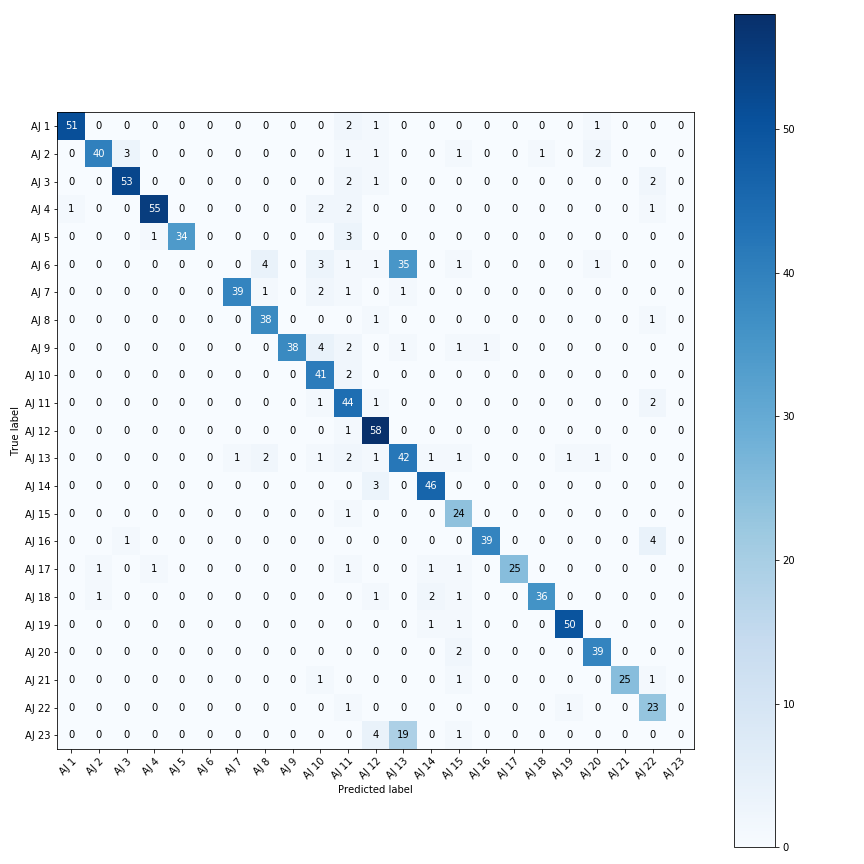 AJ 1 51 0 0 0 0 0 0 0 0 0 2 1 0 0 0 0 0 0 0 1 0 0 0
AJ 2 0 40 3 0 0 0 0 0 0 0 1 1 0 0 1 0 0 1 0 2 0 0 0
AJ 3 0 0 53 0 0 0 0 0 0 0 2 1 0 0 0 0 0 0 0 0 0 2 0
AJ 4 1 0 0 55 0 0 0 0 0 2 2 0 0 0 0 0 0 0 0 0 0 1 0
AJ 5 0 0 0 1 34 0 0 0 0 0 3 0 0 0 0 0 0 0 0 0 0 0 0
AJ 6 0 0 0 0 0 0 0 4 0 3 1 1 35 0 1 0 0 0 0 1 0 0 0
AJ 7 0 0 0 0 0 0 39 1 0 2 1 0 1 0 0 0 0 0 0 0 0 0 0
AJ 8 0 0 0 0 0 0 0 38 0 0 0 1 0 0 0 0 0 0 0 0 0 1 0
AJ 9 0 0 0 0 0 0 0 0 38 4 2 0 1 0 1 1 0 0 0 0 0 0 0
AJ 10 0 0 0 0 0 0 0 0 0 41 2 0 0 0 0 0 0 0 0 0 0 0 0
AJ 11 0 0 0 0 0 0 0 0 0 1 44 1 0 0 0 0 0 0 0 0 0 2 0
AJ 12 0 0 0 0 0 0 0 0 0 0 1 58 0 0 0 0 0 0 0 0 0 0 0
AJ 13 0 0 0 0 0 0 1 2 0 1 2 1 42 1 1 0 0 0 1 1 0 0 0
AJ 14 0 0 0 0 0 0 0 0 0 0 0 3 0 46 0 0 0 0 0 0 0 0 0
AJ 15 0 0 0 0 0 0 0 0 0 0 1 0 0 0 24 0 0 0 0 0 0 0 0
AJ 16 0 0 1 0 0 0 0 0 0 0 0 0 0 0 0 39 0 0 0 0 0 4 0
AJ 17 0 1 0 1 0 0 0 0 0 0 1 0 0 1 1 0 25 0 0 0 0 0 0
AJ 18 0 1 0 0 0 0 0 0 0 0 0 1 0 2 1 0 0 36 0 0 0 0 0
AJ 19 0 0 0 0 0 0 0 0 0 0 0 0 0 1 1 0 0 0 50 0 0 0 0
AJ 20 0 0 0 0 0 0 0 0 0 0 0 0 0 0 2 0 0 0 0 39 0 0 0
AJ 21 0 0 0 0 0 0 0 0 0 1 0 0 0 0 1 0 0 0 0 0 25 1 0
AJ 22 0 0 0 0 0 0 0 0 0 0 1 0 0 0 0 0 0 0 1 0 0 23 0
AJ 23 0 0 0 0 0 0 0 0 0 0 0 4 19 0 1 0 0 0 0 0 0 0 0
AJ 1 AJ 2 AJ 3 AJ 4 AJ 5 AJ 6 AJ 7 AJ 8 AJ 9 AJ 10 AJ 11 AJ 12 AJ 13 AJ 14 AJ 15 AJ 16 AJ 17 AJ 18 AJ 19 AJ 20 AJ 21 AJ 22 AJ 23
True label
Predicted label
50
40
30
20
10
0